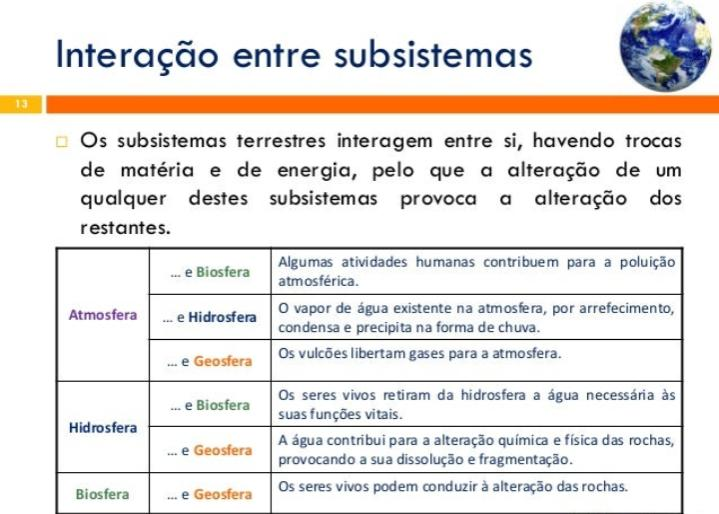 Interação entre subsistemas
13
Os subsistemas terrestres interagem entre si, havendo trocas
de matéria e de energia, pelo que a alteração de um
qualquer destes subsistemas provoca a alteração dos
restantes.
Atmosfera
... e Biosfera
Algumas atividades humanas contribuem para a poluição
atmosférica.
... e Hidrosfera
O vapor de água existente na atmosfera, por arrefecimento,
condensa e precipita na forma de chuva.
... e Geosfera
Os vulcões libertam gases para a atmosfera.
Hidrosfera
... e Biosfera
Os seres vivos retiram da hidrosfera a água necessária às
suas funções vitais.
... e Geosfera
A água contribui para a alteração química e física das rochas,
provocando a sua dissolução e fragmentação.
Biosfera
... e Geosfera
Os seres vivos podem conduzir à alteração das rochas.